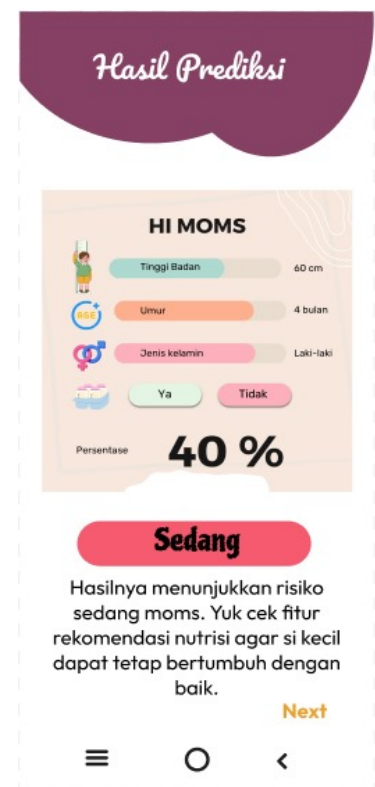 Hasil Prediksi
HI MOMS
Tinggi Badan 60 cm
AGE
Umur 4 bulan
Jenis kelamin Laki-laki
Ya Tidak
Persentase 40 %
Sedang
Hasilnya menunjukkan risiko
sedang moms. Yuk cek fitur
rekomendasi nutrisi agar si kecil
dapat tetap bertumbuh dengan
baik.
Next